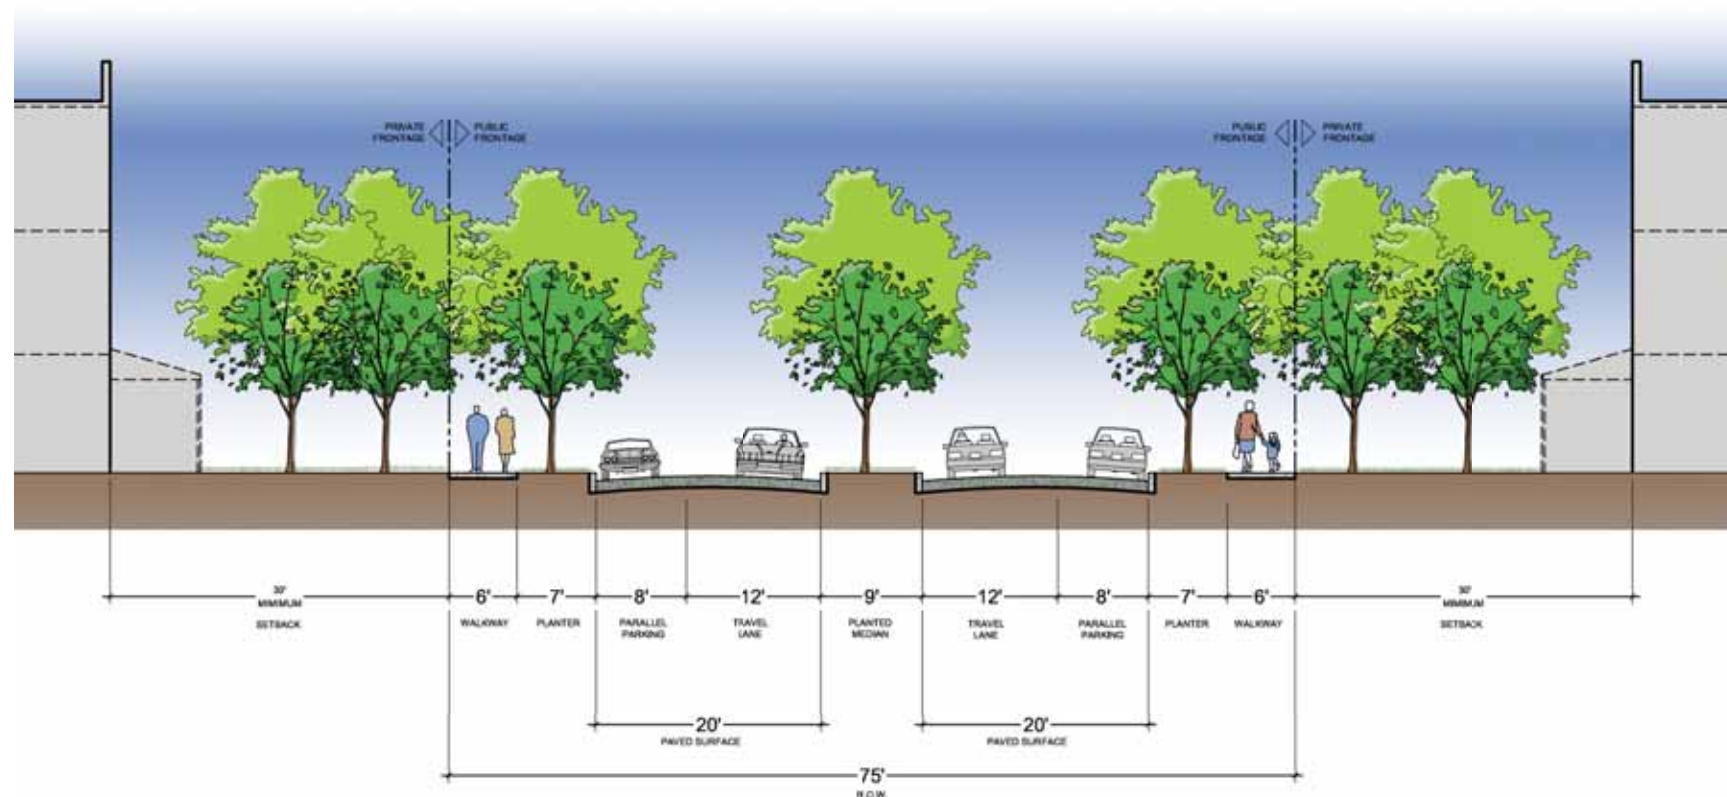 PRIVATE PUBLIC
FRONTAGE FRONTAGE
PUBLIC PRIVATE
FRONTAGE FRONTAGE
30' 6' 7' 8' 12' 9' 12' 8' 7' 6' 30'
MIMIMUM
SETBACK
WALKWAY
PLANTER
PARALLEL
PARKING
TRAVEL
LANE
PLANTED
MEDIAN
TRAVEL
LANE
PARALLEL
PARKING
PLANTER
WALKWAY
MIMIMUM
SETBACK
20' 20'
PAVED SURFACE PAVED SURFACE
75'
R.O.W.